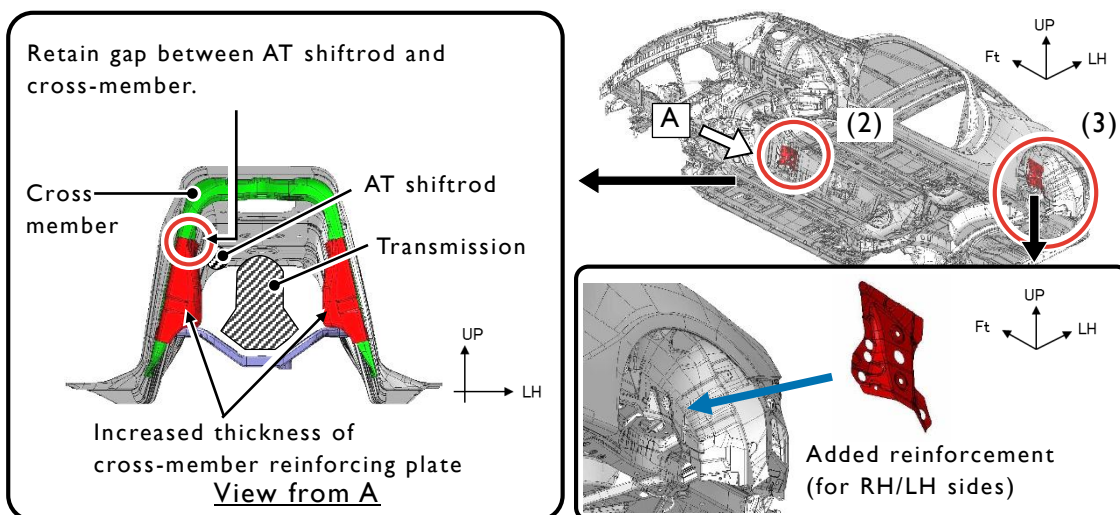 Retain gap between AT shiftrod and
cross-member.
Cross
member
AT shiftrod
Transmission
UP
LH
Increased thickness of
cross-member reinforcing plate
View from A
A
(2)
(3)
UP
Ft
LH
UP
Ft
LH
Added reinforcement
(for RH/LH sides)